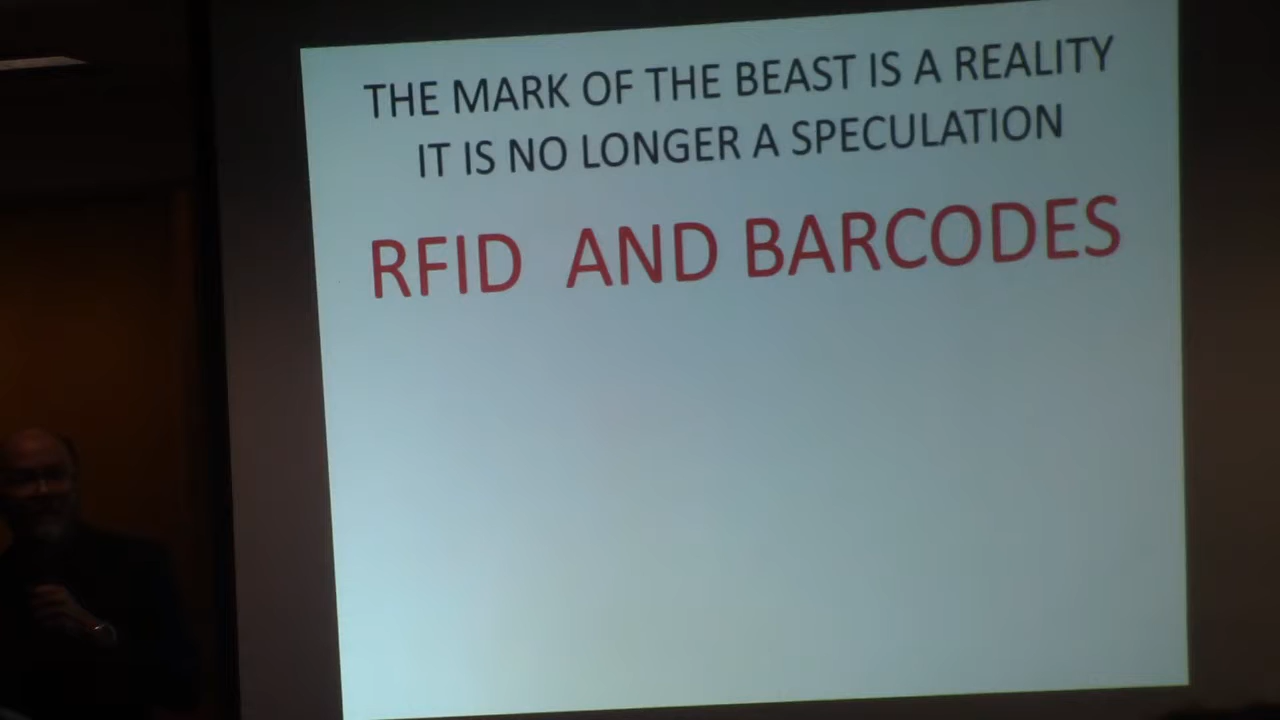 THE MARK OF THE BEAST IS A REALITY
IT IS NO LONGER A SPECULATION
RFID AND BARCODES